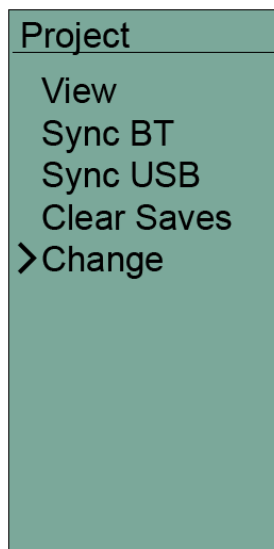 Project
View
Sync BT
Sync USB
Clear Saves
Change